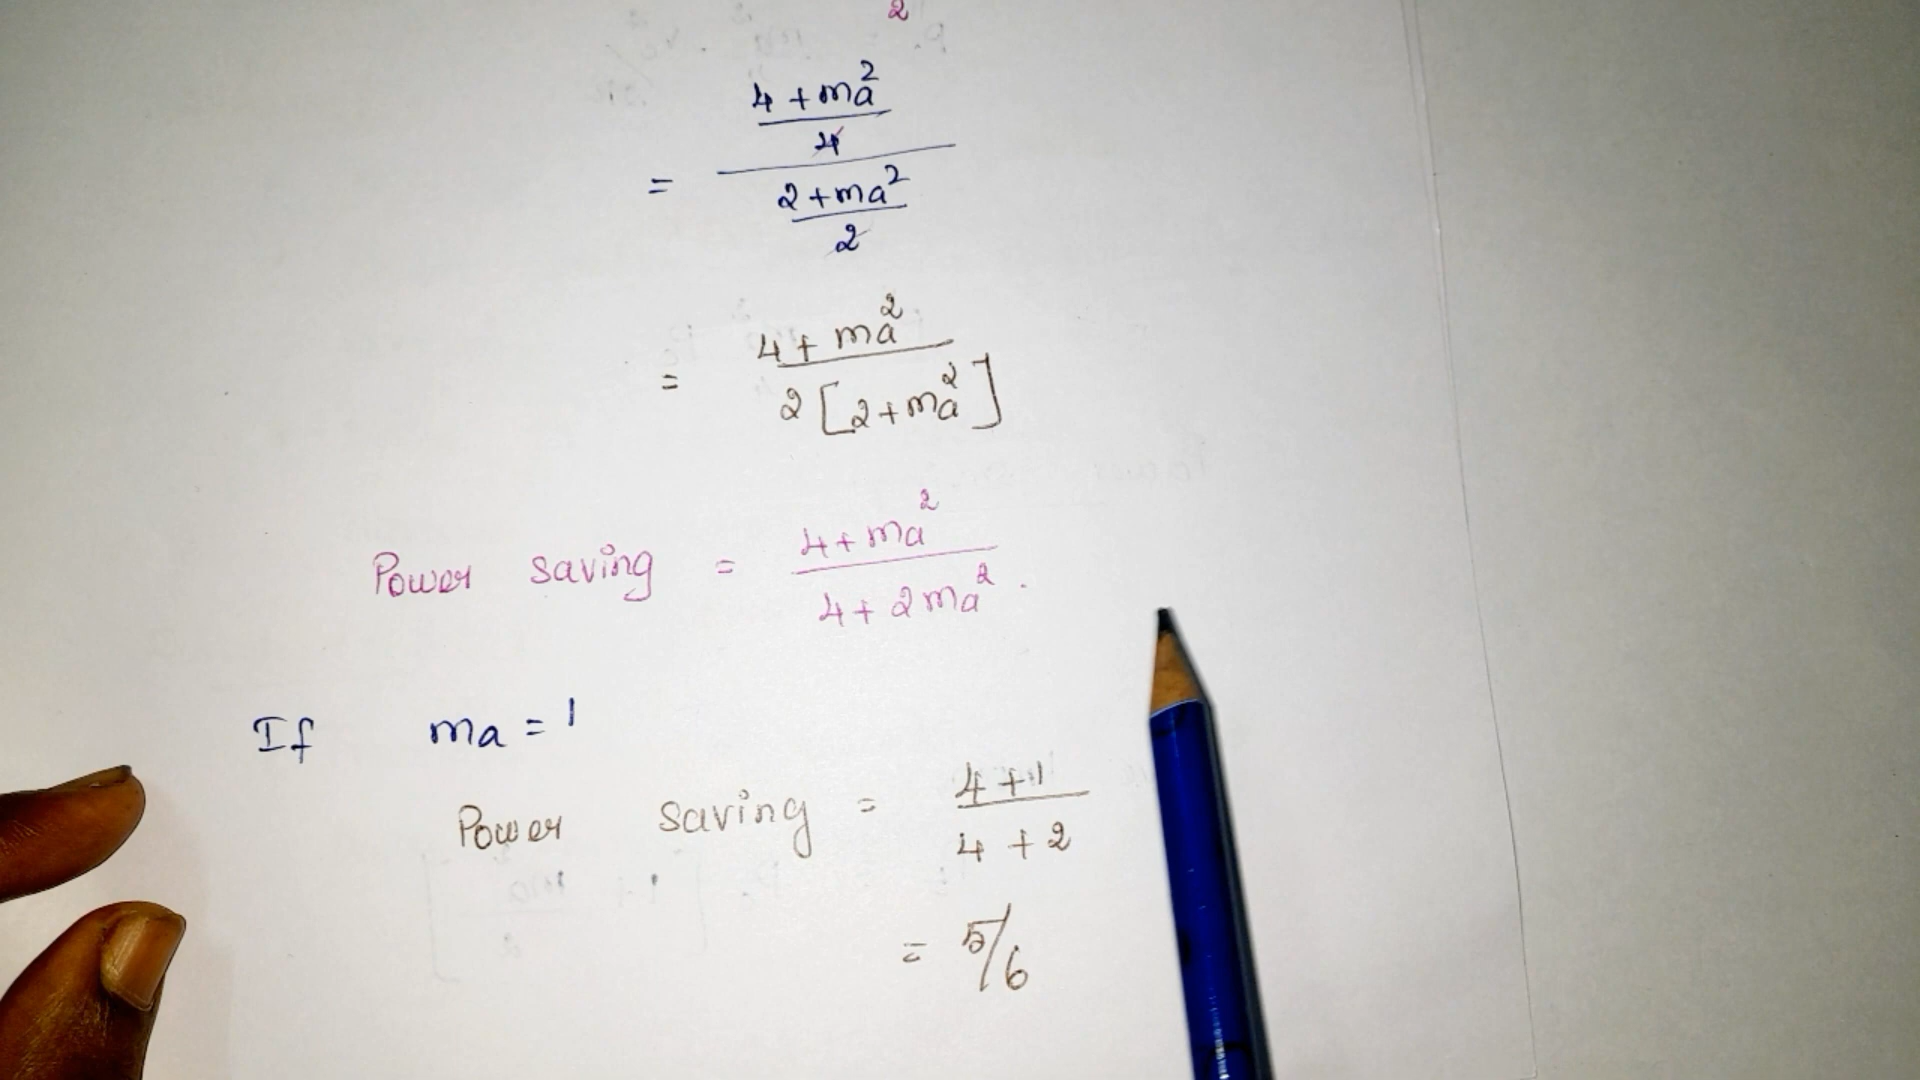 2
4 + ma²
4
=
2 + ma²
2
4 + ma²
=
2 [2 + ma²]
4 + ma²
Power saving =
4 + 2ma² .
If ma = 1
4 + 1
Power saving =
4 + 2
= 5/6